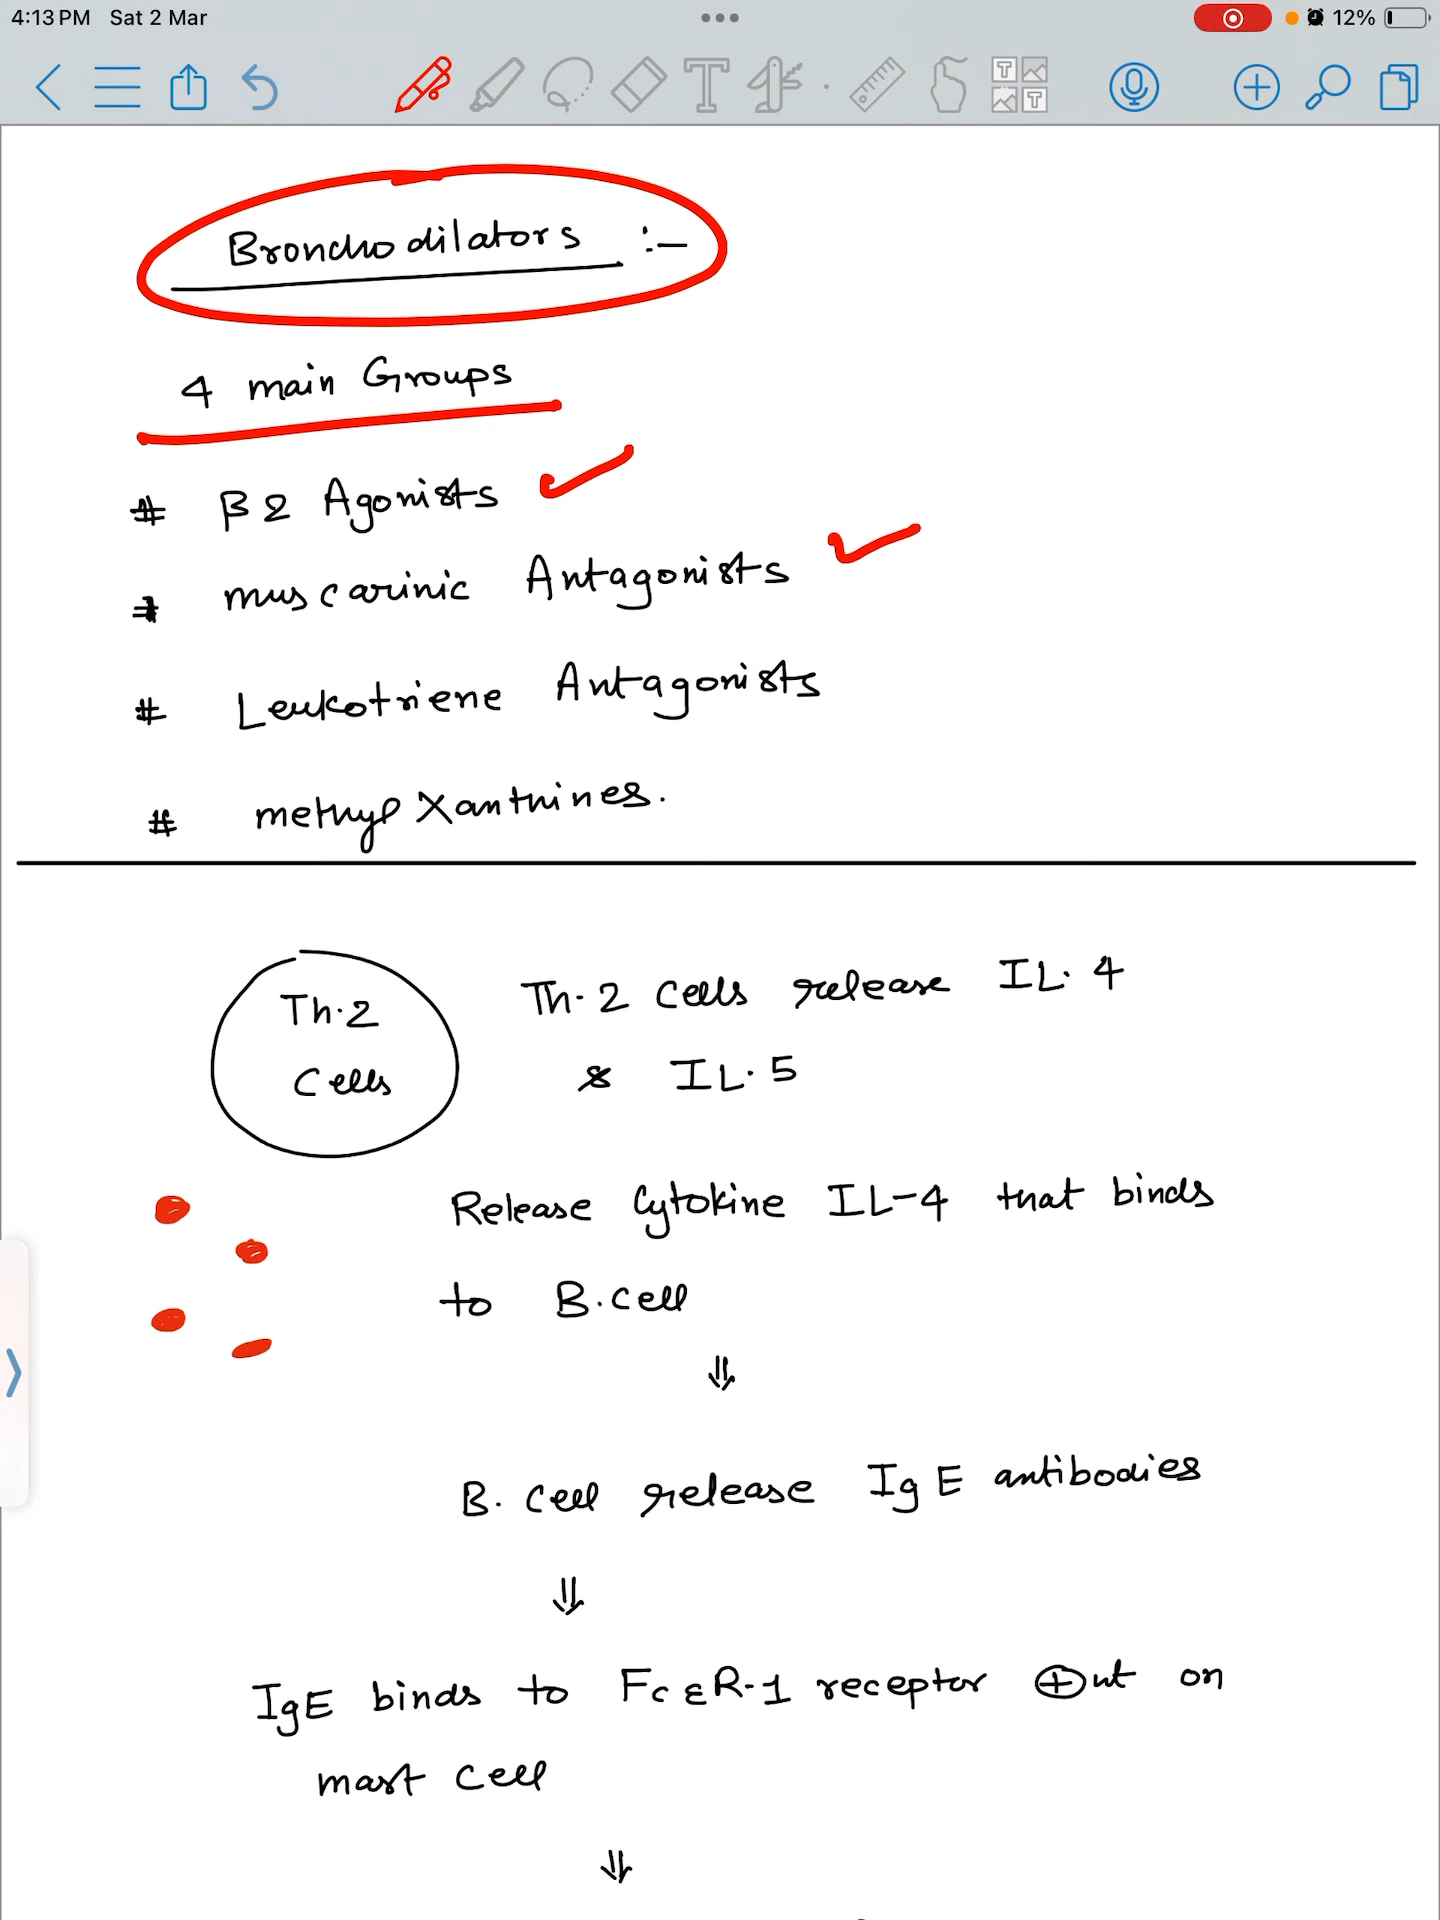 4:13 PM Sat 2 Mar
12%
Bronchodilators :-
4 main Groups
# β2 Agonists
# muscarinic Antagonists
# Leukotriene Antagonists
# methyl Xanthines.
Th.2
Cells
Th-2 cells release IL. 4
& IL. 5
Release Cytokine IL-4 that binds
to B.cell
⇓
B. cell release IgE antibodies
⇓
IgE binds to FcεR-1 receptor ⊕nt on
mast cell
⇓